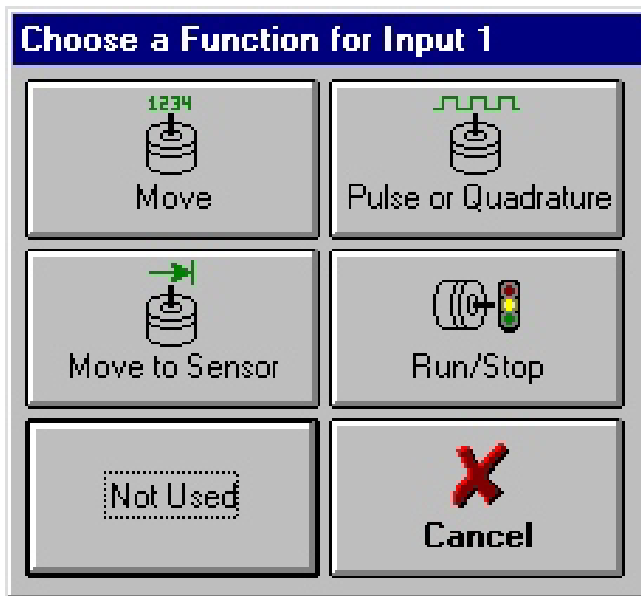 Choose a Function for Input 1
1234
Move
Pulse or Quadrature
Move to Sensor
Run/Stop
Not Used
Cancel